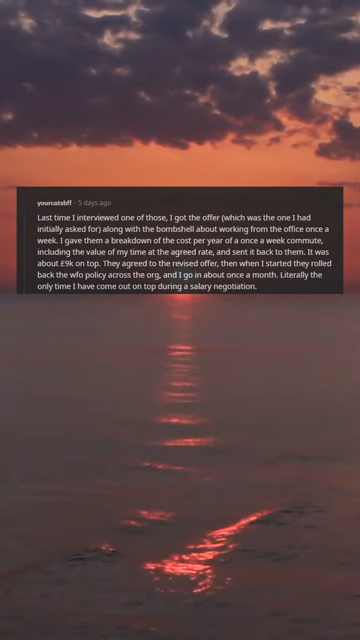 yourcatsbff · 5 days ago
Last time I interviewed one of those, I got the offer (which was the one I had
initially asked for) along with the bombshell about working from the office once a
week. I gave them a breakdown of the cost per year of a once a week commute,
including the value of my time at the agreed rate, and sent it back to them. It was
about £9k on top. They agreed to the revised offer, then when I started they rolled
back the wfo policy across the org, and I go in about once a month. Literally the
only time I have come out on top during a salary negotiation.